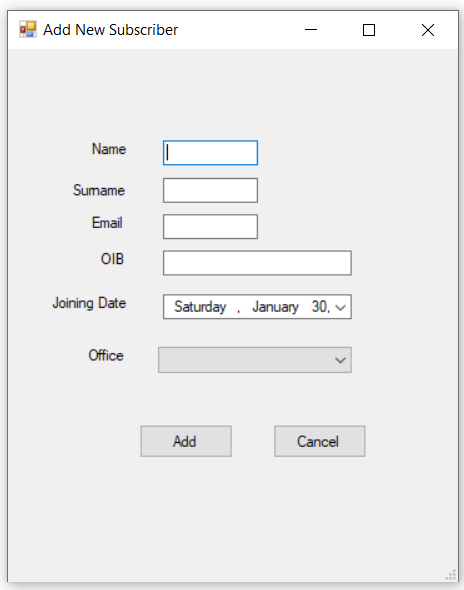 Add New Subscriber
Name
Surname
Email
OIB
Joining Date Saturday , January 30,
Office
Add Cancel